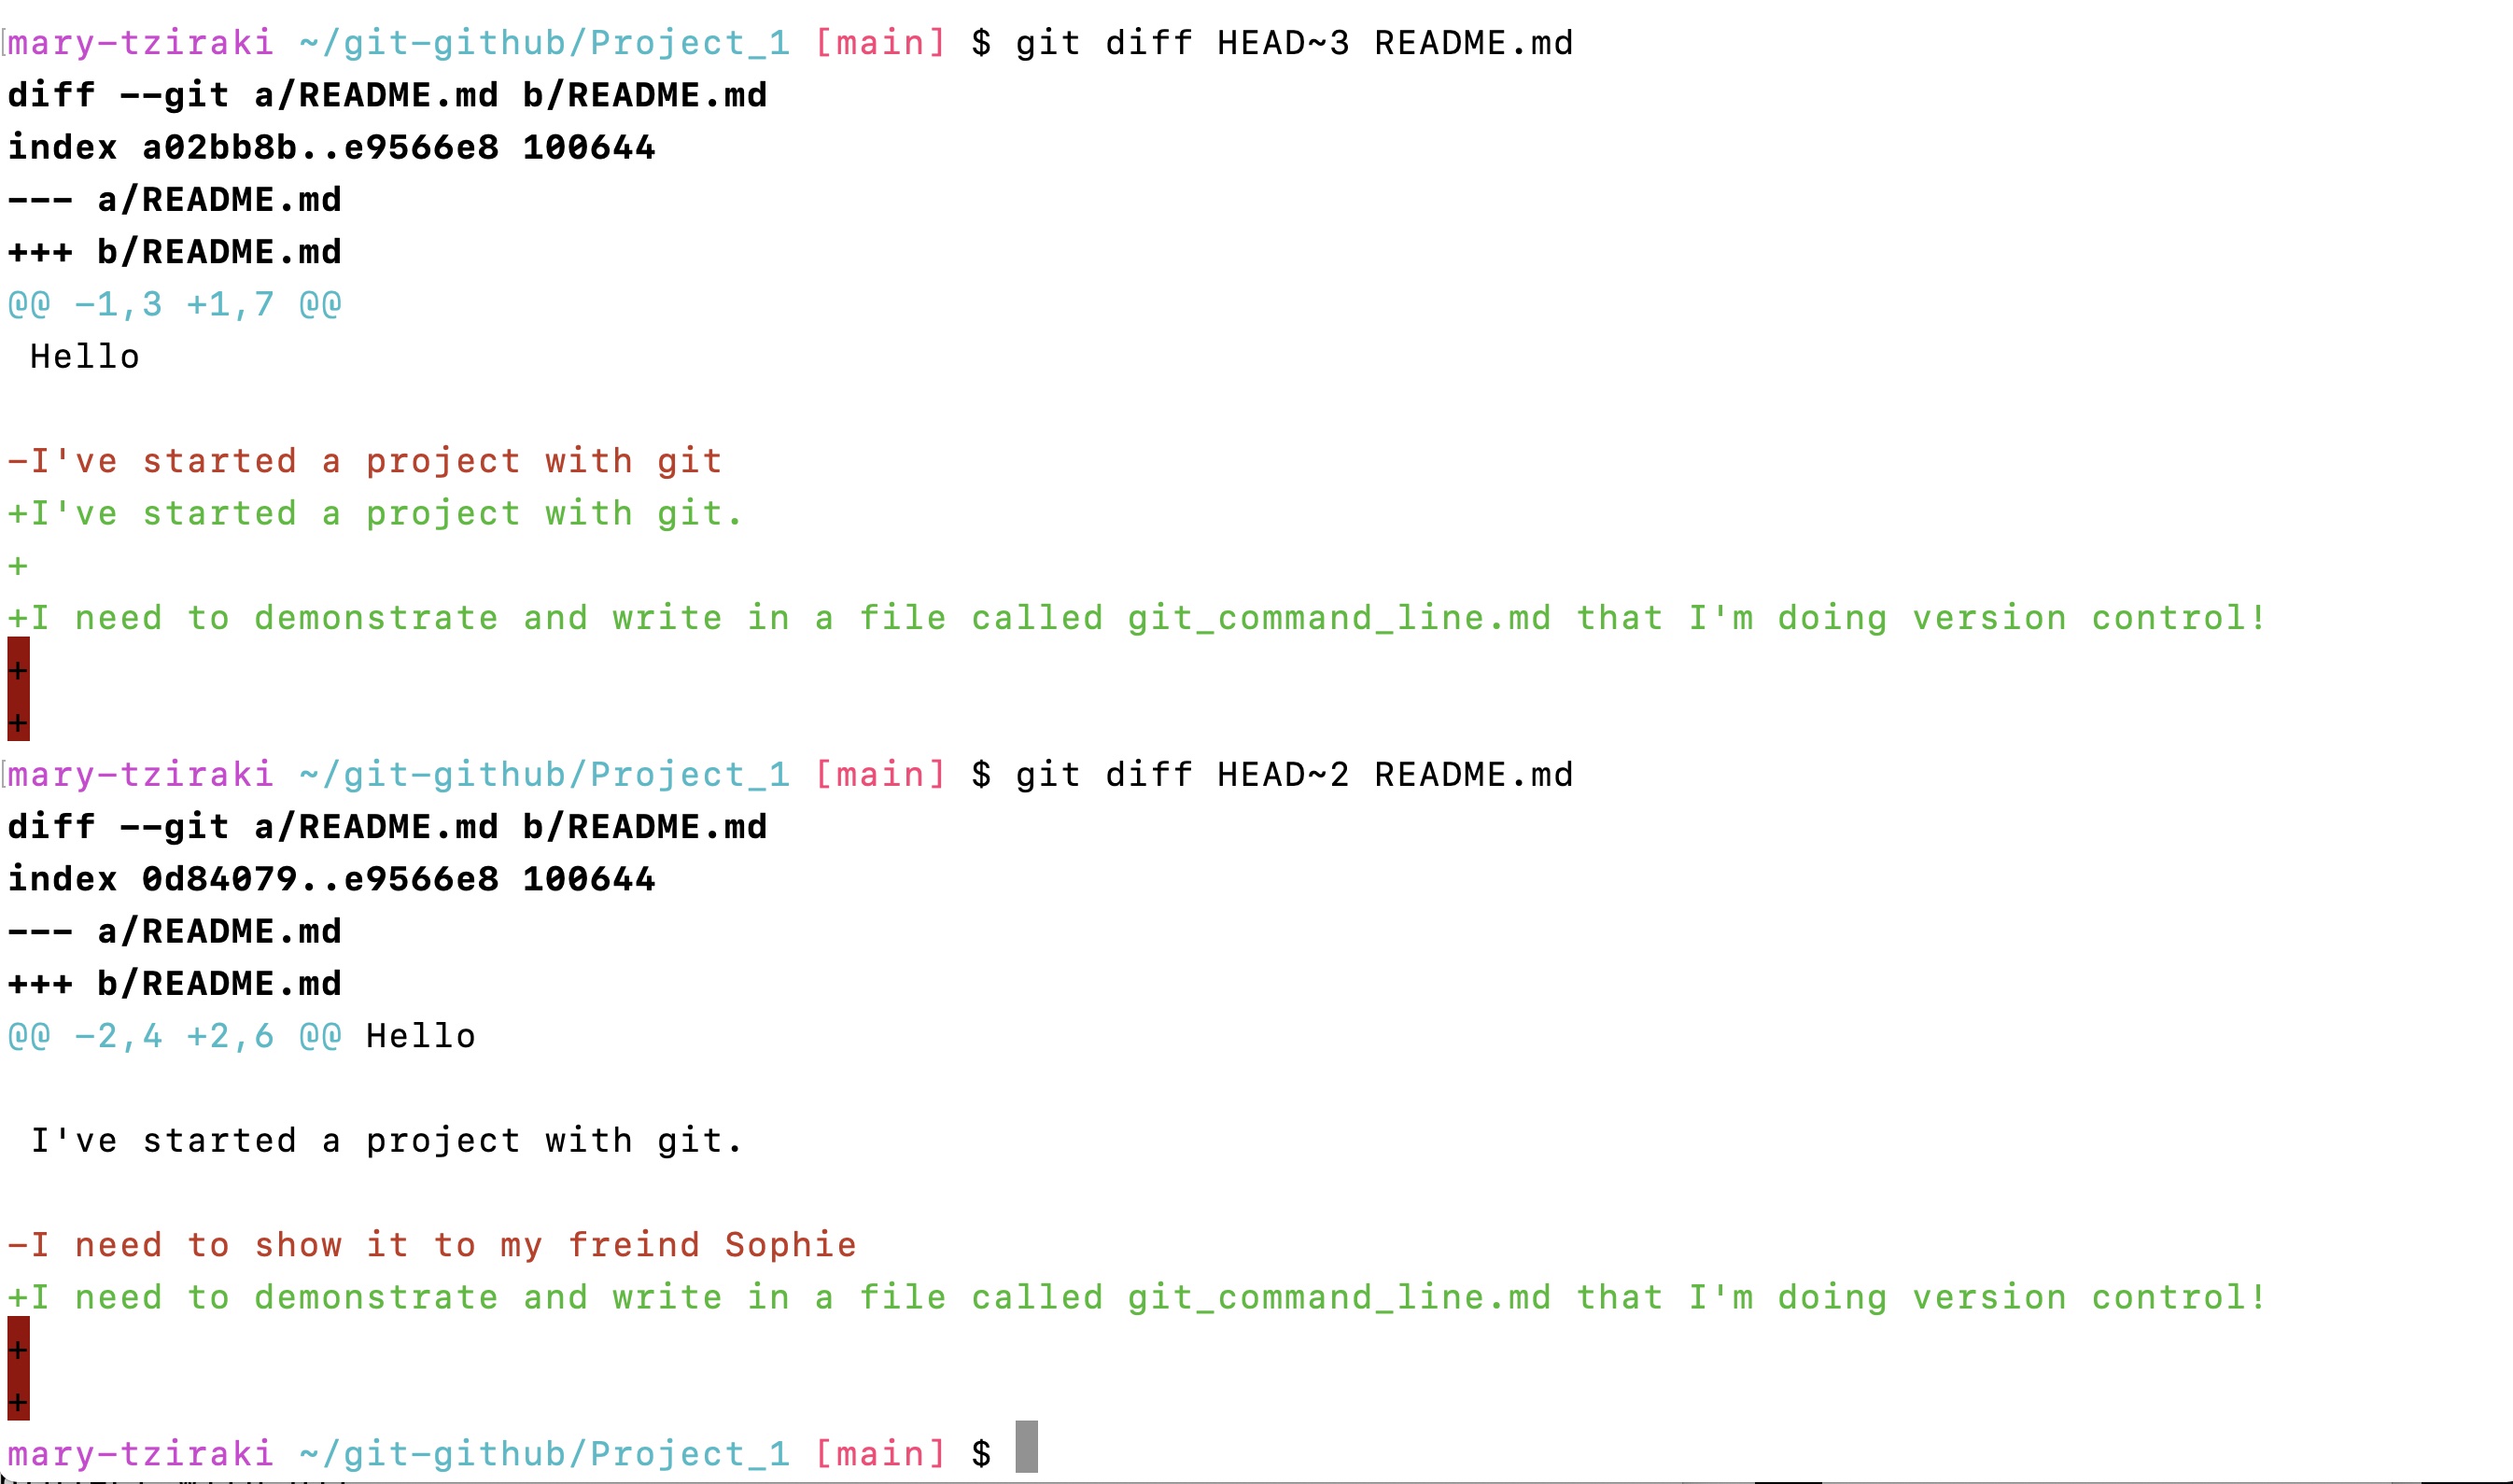 mary-tziraki ~/git-github/Project_1 [main] $ git diff HEAD~3 README.md
diff --git a/README.md b/README.md
index a02bb8b..e9566e8 100644
--- a/README.md
+++ b/README.md
@@ -1,3 +1,7 @@
 Hello
-I've started a project with git
+I've started a project with git.
+
+I need to demonstrate and write in a file called git_command_line.md that I'm doing version control!
+
+
mary-tziraki ~/git-github/Project_1 [main] $ git diff HEAD~2 README.md
diff --git a/README.md b/README.md
index 0d84079..e9566e8 100644
--- a/README.md
+++ b/README.md
@@ -2,4 +2,6 @@ Hello
 I've started a project with git.
-I need to show it to my freind Sophie
+I need to demonstrate and write in a file called git_command_line.md that I'm doing version control!
+
+
mary-tziraki ~/git-github/Project_1 [main] $